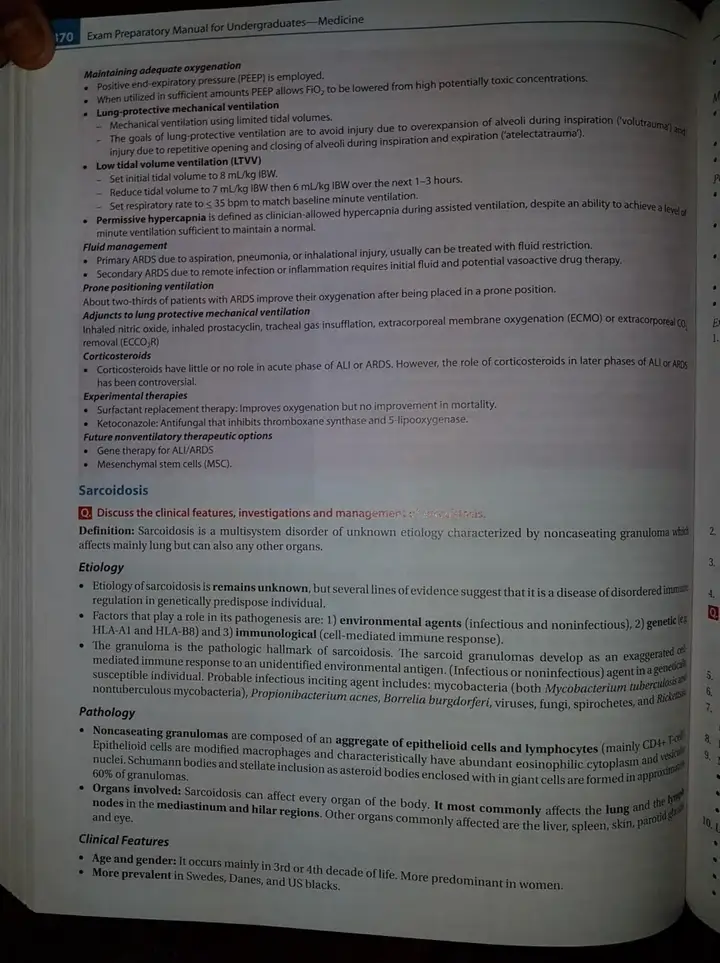 370 Exam Preparatory Manual for Undergraduates—Medicine
Maintaining adequate oxygenation
• Positive end-expiratory pressure (PEEP) is employed.
• When utilized in sufficient amounts PEEP allows FiO₂ to be lowered from high potentially toxic concentrations.
• Lung-protective mechanical ventilation
– Mechanical ventilation using limited tidal volumes.
– The goals of lung-protective ventilation are to avoid injury due to overexpansion of alveoli during inspiration ('volutrauma') and
injury due to repetitive opening and closing of alveoli during inspiration and expiration ('atelectatrauma').
• Low tidal volume ventilation (LTVV)
– Set initial tidal volume to 8 mL/kg IBW.
– Reduce tidal volume to 7 mL/kg IBW then 6 mL/kg IBW over the next 1–3 hours.
– Set respiratory rate to ≤ 35 bpm to match baseline minute ventilation.
• Permissive hypercapnia is defined as clinician-allowed hypercapnia during assisted ventilation, despite an ability to achieve a level of
minute ventilation sufficient to maintain a normal.
Fluid management
• Primary ARDS due to aspiration, pneumonia, or inhalational injury, usually can be treated with fluid restriction.
• Secondary ARDS due to remote infection or inflammation requires initial fluid and potential vasoactive drug therapy.
Prone positioning ventilation
About two-thirds of patients with ARDS improve their oxygenation after being placed in a prone position.
Adjuncts to lung protective mechanical ventilation
Inhaled nitric oxide, inhaled prostacyclin, tracheal gas insufflation, extracorporeal membrane oxygenation (ECMO) or extracorporeal CO₂
removal (ECCO₂R)
Corticosteroids
• Corticosteroids have little or no role in acute phase of ALI or ARDS. However, the role of corticosteroids in later phases of ALI or ARDS
has been controversial.
Experimental therapies
• Surfactant replacement therapy: Improves oxygenation but no improvement in mortality.
• Ketoconazole: Antifungal that inhibits thromboxane synthase and 5-lipooxygenase.
Future nonventilatory therapeutic options
• Gene therapy for ALI/ARDS
• Mesenchymal stem cells (MSC).
Sarcoidosis
Q. Discuss the clinical features, investigations and management
Definition: Sarcoidosis is a multisystem disorder of unknown etiology characterized by noncaseating granuloma which
affects mainly lung but can also any other organs.
Etiology
• Etiology of sarcoidosis is remains unknown, but several lines of evidence suggest that it is a disease of disordered immune
regulation in genetically predispose individual.
• Factors that play a role in its pathogenesis are: 1) environmental agents (infectious and noninfectious), 2) genetic (e.g.
HLA-A1 and HLA-B8) and 3) immunological (cell-mediated immune response).
• The granuloma is the pathologic hallmark of sarcoidosis. The sarcoid granulomas develop as an exaggerated cell-
mediated immune response to an unidentified environmental antigen. (Infectious or noninfectious) agent in a genetically
susceptible individual. Probable infectious inciting agent includes: mycobacteria (both Mycobacterium tuberculosis and
nontuberculous mycobacteria), Propionibacterium acnes, Borrelia burgdorferi, viruses, fungi, spirochetes, and Rickettsia
Pathology
• Noncaseating granulomas are composed of an aggregate of epithelioid cells and lymphocytes (mainly CD4+ T-cell
Epithelioid cells are modified macrophages and characteristically have abundant eosinophilic cytoplasm and vesicular
nuclei. Schumann bodies and stellate inclusion as asteroid bodies enclosed with in giant cells are formed in approximately
60% of granulomas.
• Organs involved: Sarcoidosis can affect every organ of the body. It most commonly affects the lung and the lymph
nodes in the mediastinum and hilar regions. Other organs commonly affected are the liver, spleen, skin, parotid glands
and eye.
Clinical Features
• Age and gender: It occurs mainly in 3rd or 4th decade of life. More predominant in women.
• More prevalent in Swedes, Danes, and US blacks.
1.
2.
3.
4.
Q
5.
6.
7.
8.
9.
10.